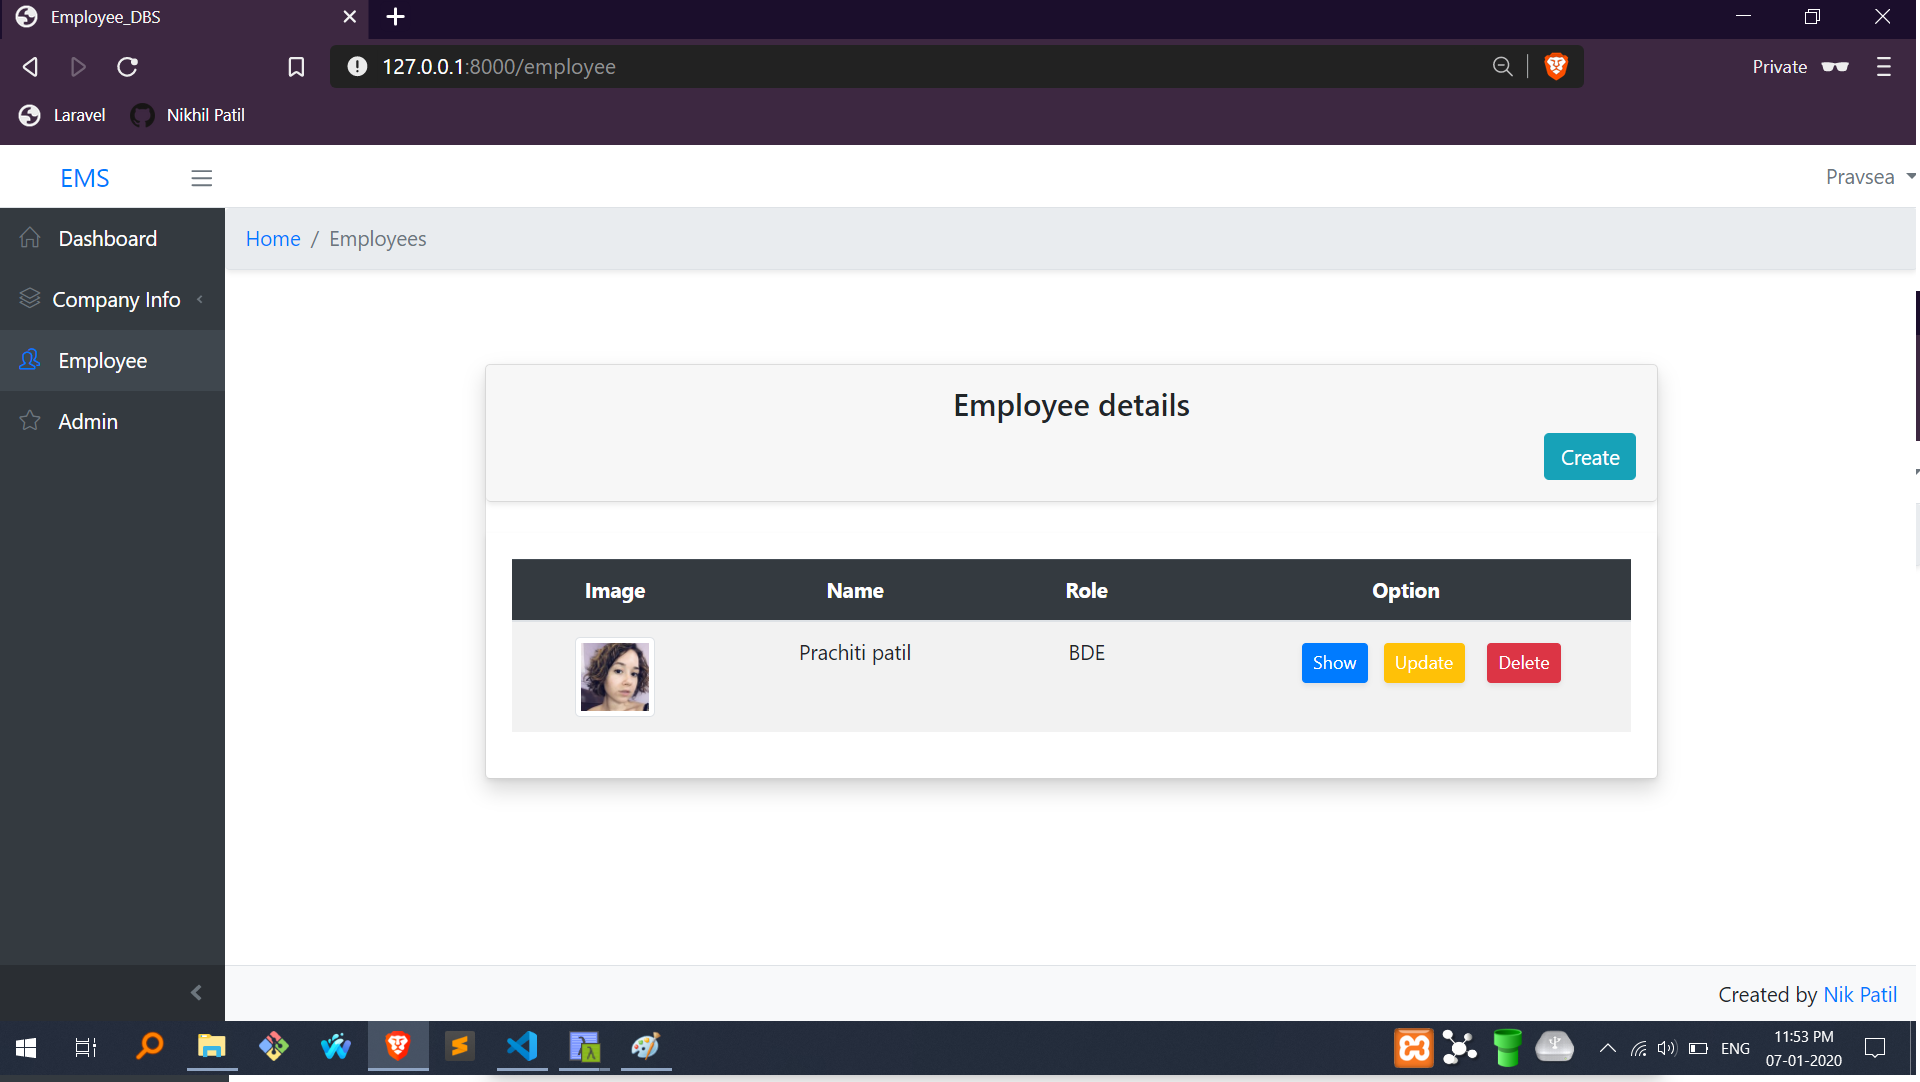 Employee_DBS
127.0.0.1:8000/employee
Private
Laravel
Nikhil Patil
EMS
Pravsea
Dashboard
Home / Employees
Company Info
Employee
Admin
Employee details
Create
Image Name Role Option
Prachiti patil BDE Show Update Delete
Created by Nik Patil
ENG
11:53 PM
07-01-2020